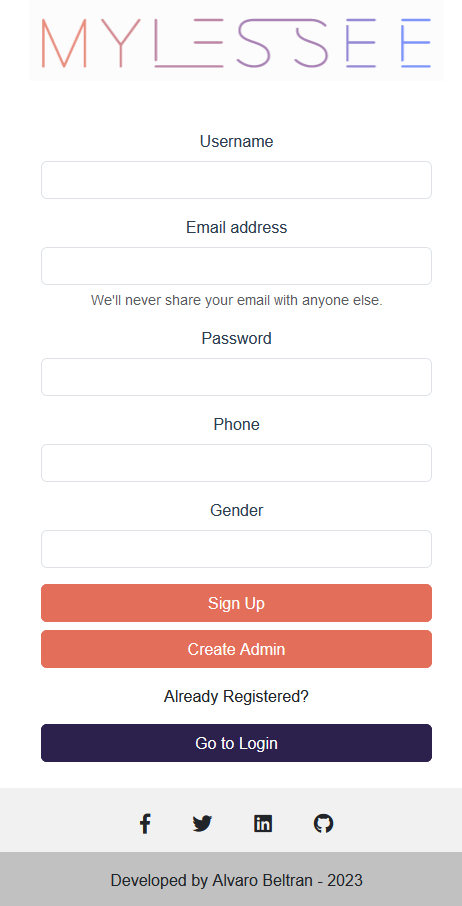 MYLESSEE
Username
Email address
We'll never share your email with anyone else.
Password
Phone
Gender
Sign Up
Create Admin
Already Registered?
Go to Login
Developed by Alvaro Beltran - 2023